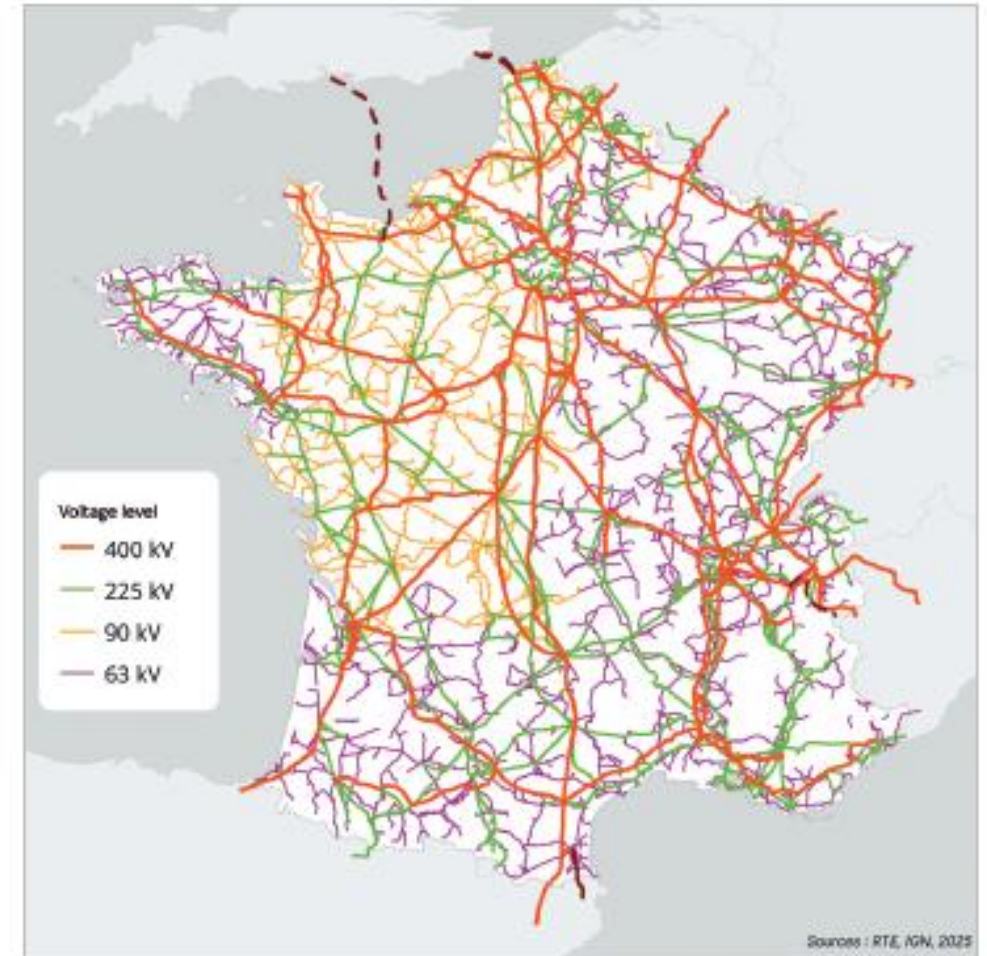 Voltage level
400 kV
225 kV
90 kV
63 kV
Sources : RTE, IGN, 2025